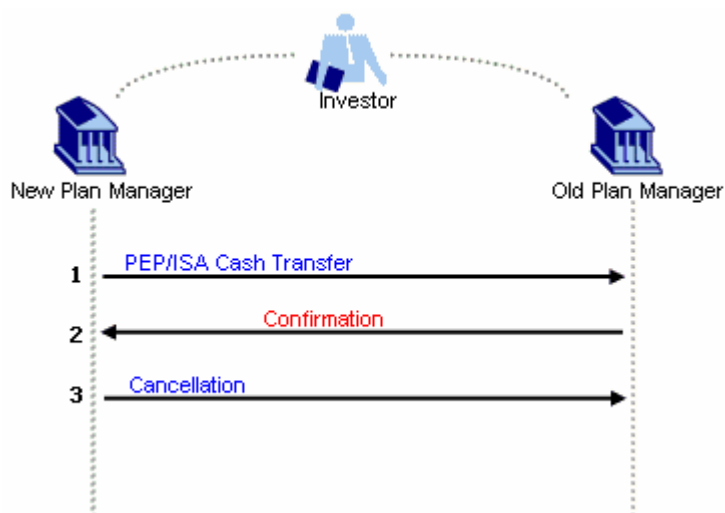 Investor
New Plan Manager
Old Plan Manager
1 PEP/ISA Cash Transfer
2 Confirmation
3 Cancellation